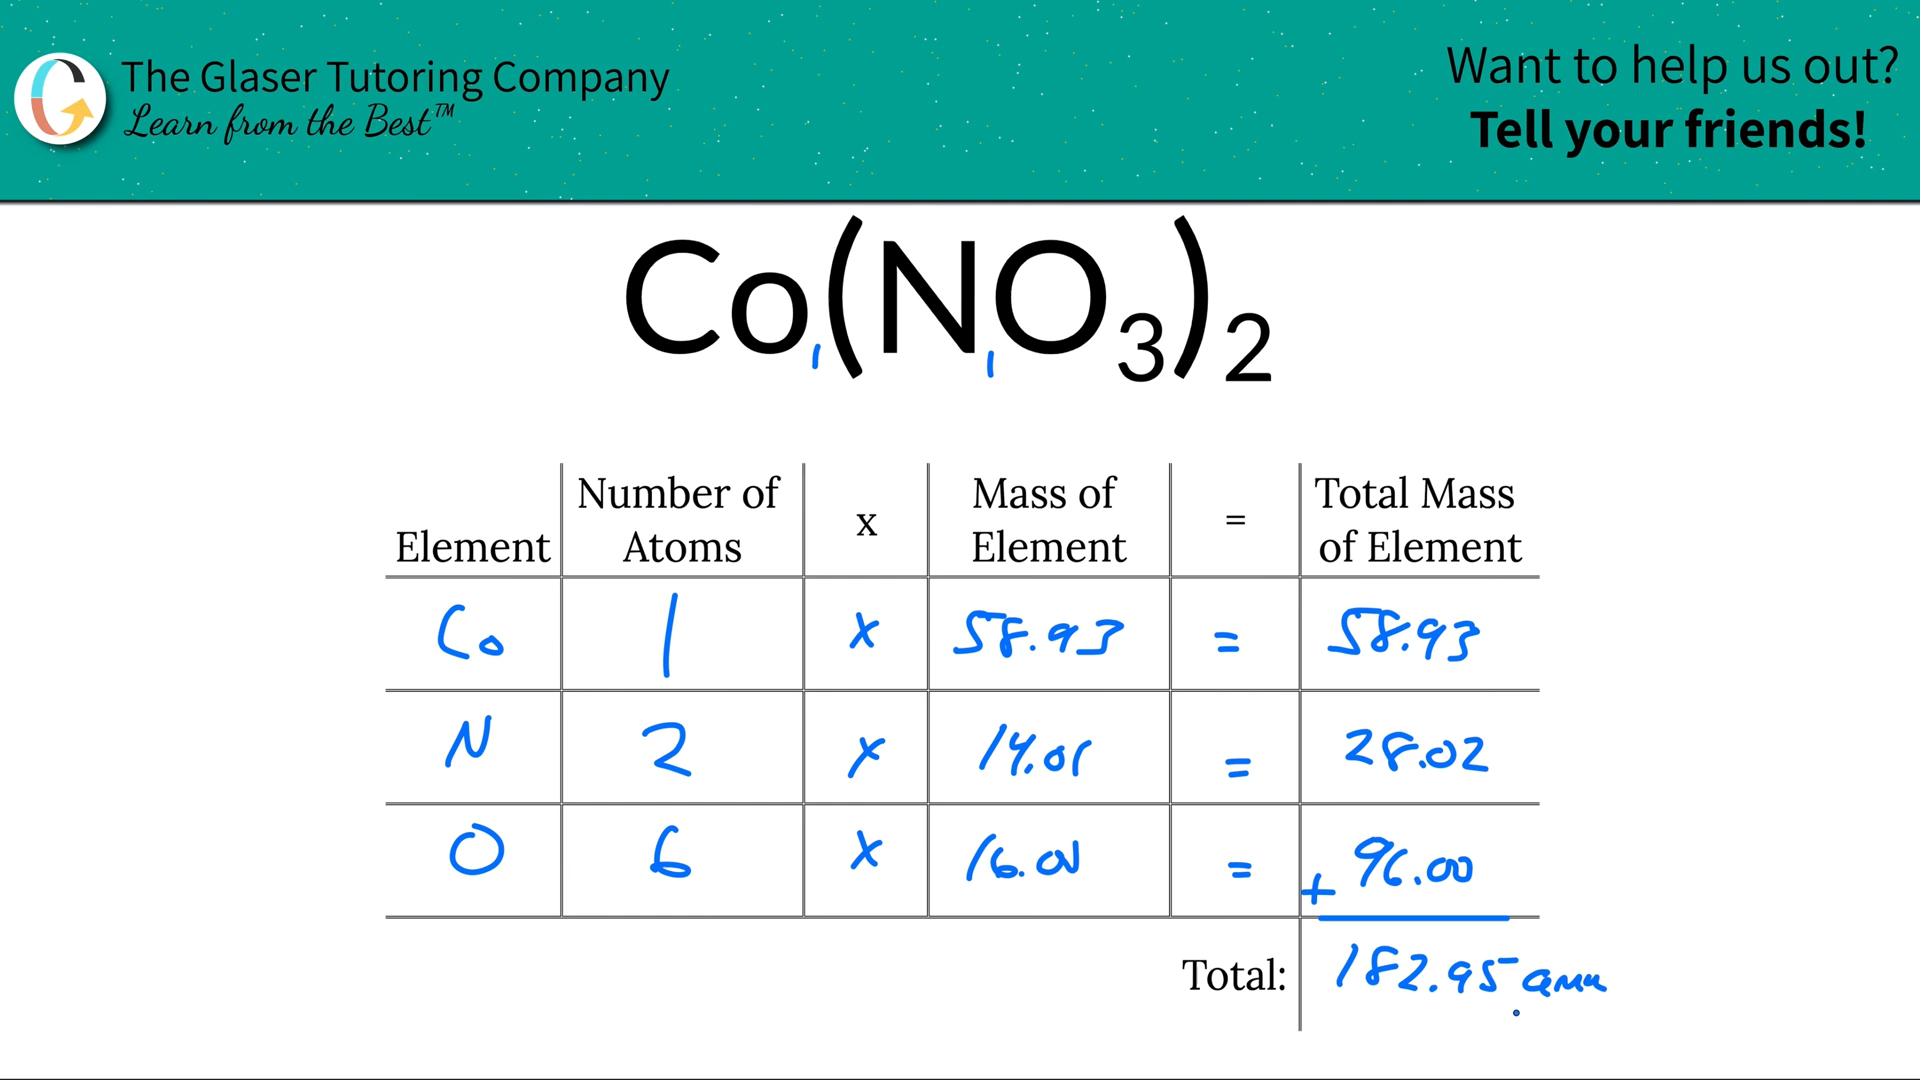 The Glaser Tutoring Company
Learn from the Best™
Want to help us out?
Tell your friends!
Co₁(N₁O₃)₂
Element | Number of Atoms | x | Mass of Element | = | Total Mass of Element
Co | 1 | x | 58.93 | = | 58.93
N | 2 | x | 14.01 | = | 28.02
O | 6 | x | 16.00 | = | + 96.00
Total: 182.95 amu